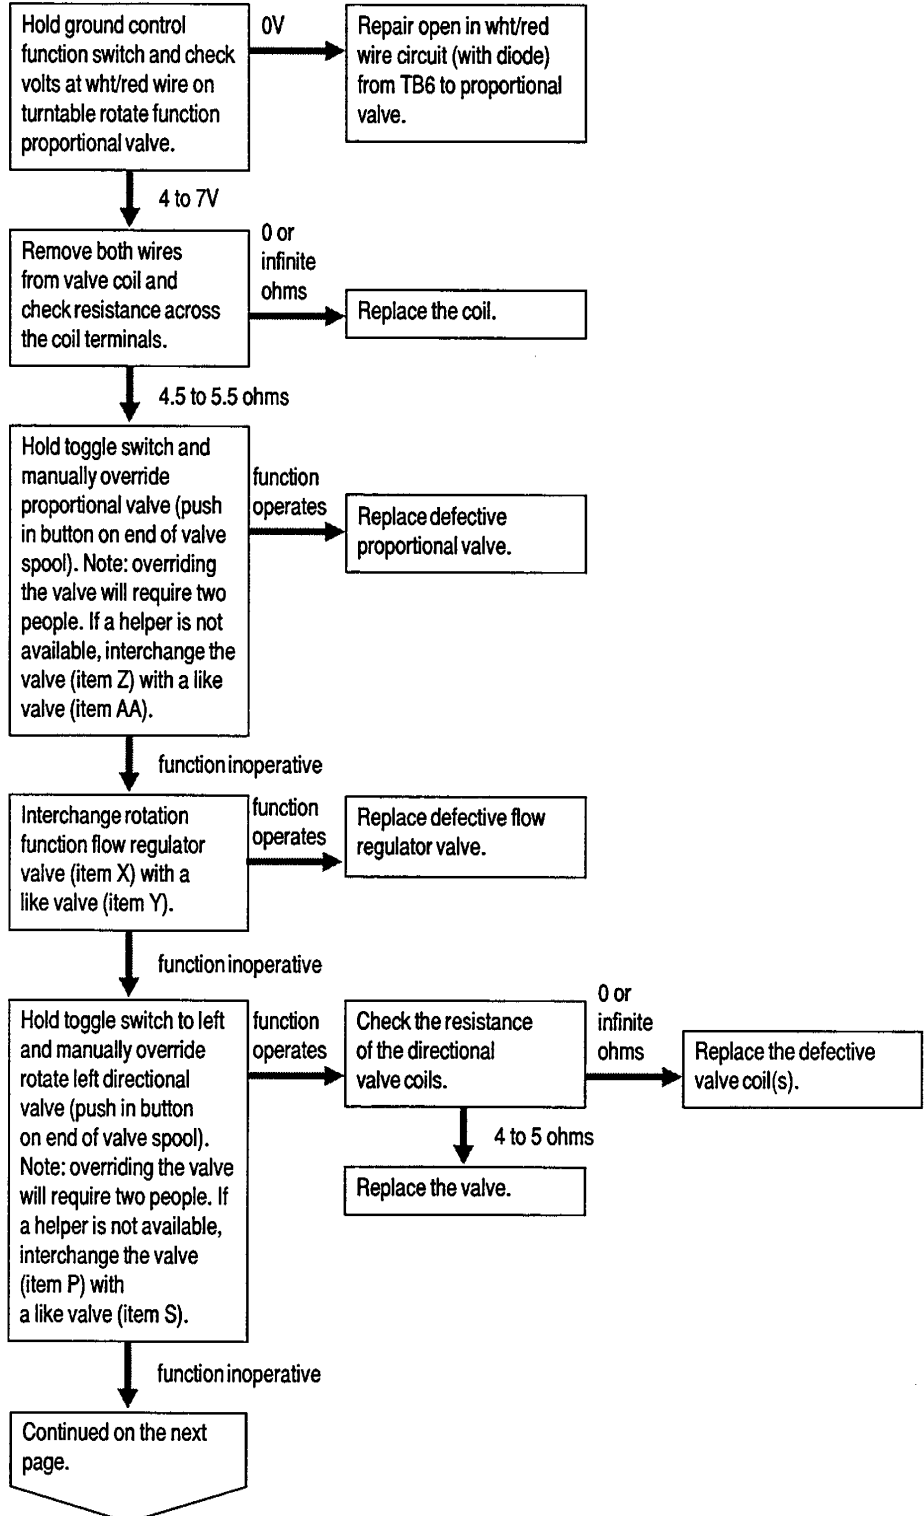 Hold ground control
function switch and check
volts at wht/red wire on
turntable rotate function
proportional valve.
0V
Repair open in wht/red
wire circuit (with diode)
from TB6 to proportional
valve.
4 to 7V
Remove both wires
from valve coil and
check resistance across
the coil terminals.
0 or
infinite
ohms
Replace the coil.
4.5 to 5.5 ohms
Hold toggle switch and
manually override
proportional valve (push
in button on end of valve
spool). Note: overriding
the valve will require two
people. If a helper is not
available, interchange the
valve (item Z) with a like
valve (item AA).
function
operates
Replace defective
proportional valve.
function inoperative
Interchange rotation
function flow regulator
valve (item X) with a
like valve (item Y).
function
operates
Replace defective flow
regulator valve.
function inoperative
Hold toggle switch to left
and manually override
rotate left directional
valve (push in button
on end of valve spool).
Note: overriding the valve
will require two people. If
a helper is not available,
interchange the valve
(item P) with
a like valve (item S).
function
operates
Check the resistance
of the directional
valve coils.
0 or
infinite
ohms
Replace the defective
valve coil(s).
4 to 5 ohms
Replace the valve.
function inoperative
Continued on the next
page.